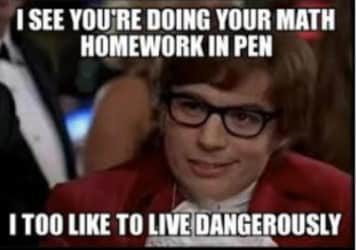 I SEE YOU'RE DOING YOUR MATH
HOMEWORK IN PEN
I TOO LIKE TO LIVE DANGEROUSLY